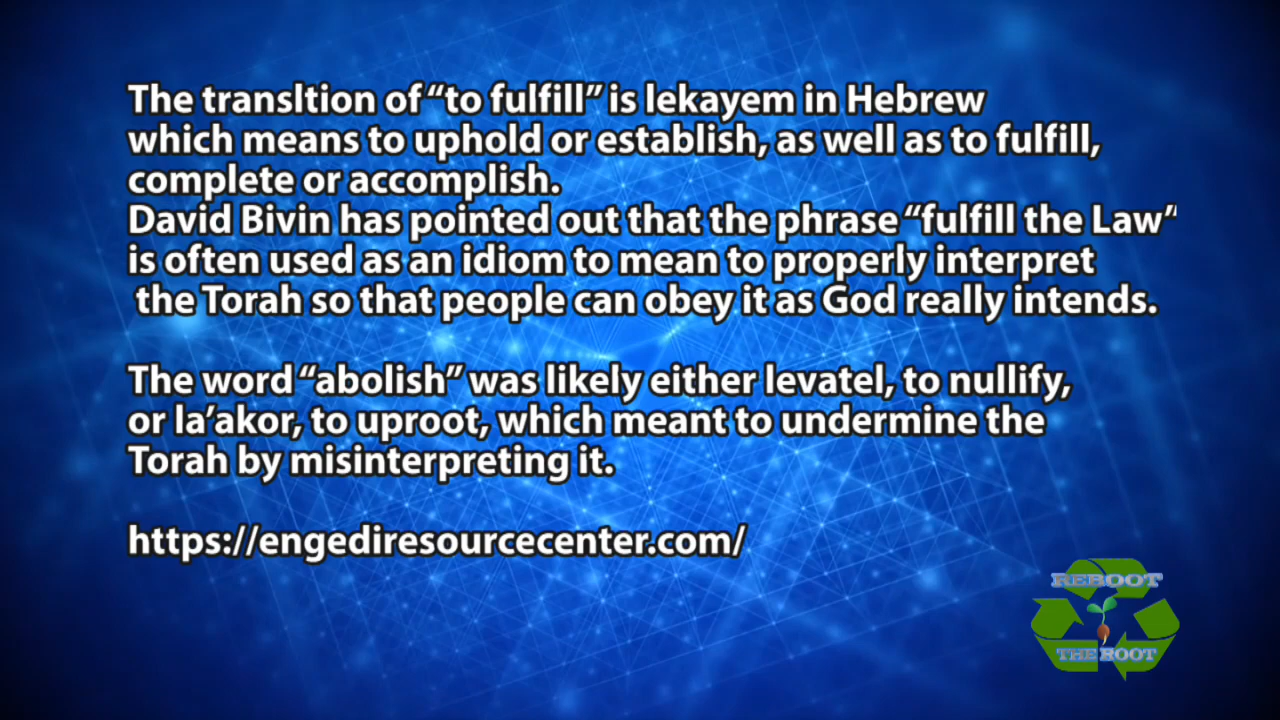 The transltion of “to fulfill” is lekayem in Hebrew
which means to uphold or establish, as well as to fulfill,
complete or accomplish.
David Bivin has pointed out that the phrase “fulfill the Law”
is often used as an idiom to mean to properly interpret
the Torah so that people can obey it as God really intends.
The word “abolish” was likely either levatel, to nullify,
or la’akor, to uproot, which meant to undermine the
Torah by misinterpreting it.
https://engediresourcecenter.com/
REBOOT
THE ROOT